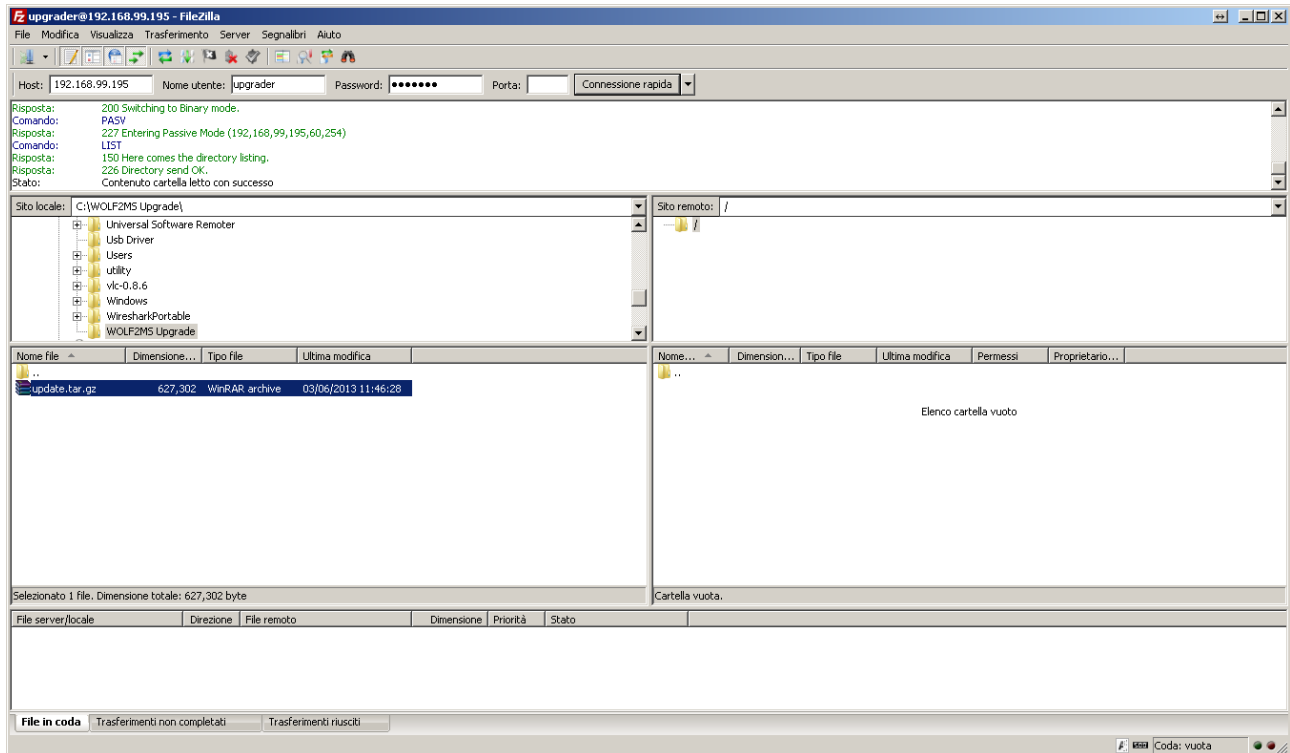 upgrader@192.168.99.195 - FileZilla
File Modifica Visualizza Trasferimento Server Segnalibri Aiuto
Host: 192.168.99.195 Nome utente: upgrader Password: ●●●●●●● Porta: Connessione rapida
Risposta: 200 Switching to Binary mode.
Comando: PASV
Risposta: 227 Entering Passive Mode (192,168,99,195,60,254)
Comando: LIST
Risposta: 150 Here comes the directory listing.
Risposta: 226 Directory send OK.
Stato: Contenuto cartella letto con successo
Sito locale: C:\WOLF2MS Upgrade\
Universal Software Remoter
Usb Driver
Users
utility
vlc-0.8.6
Windows
WiresharkPortable
WOLF2MS Upgrade
Sito remoto: /
/
Nome file Dimensione... Tipo file Ultima modifica
..
update.tar.gz 627,302 WinRAR archive 03/06/2013 11:46:28
Selezionato 1 file. Dimensione totale: 627,302 byte
Nome... Dimension... Tipo file Ultima modifica Permessi Proprietario...
..
Elenco cartella vuoto
Cartella vuota.
File server/locale Direzione File remoto Dimensione Priorità Stato
File in coda Trasferimenti non completati Trasferimenti riusciti
Coda: vuota